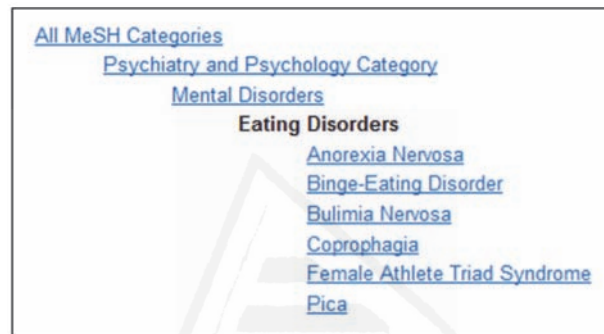 All MeSH Categories
Psychiatry and Psychology Category
Mental Disorders
Eating Disorders
Anorexia Nervosa
Binge-Eating Disorder
Bulimia Nervosa
Coprophagia
Female Athlete Triad Syndrome
Pica